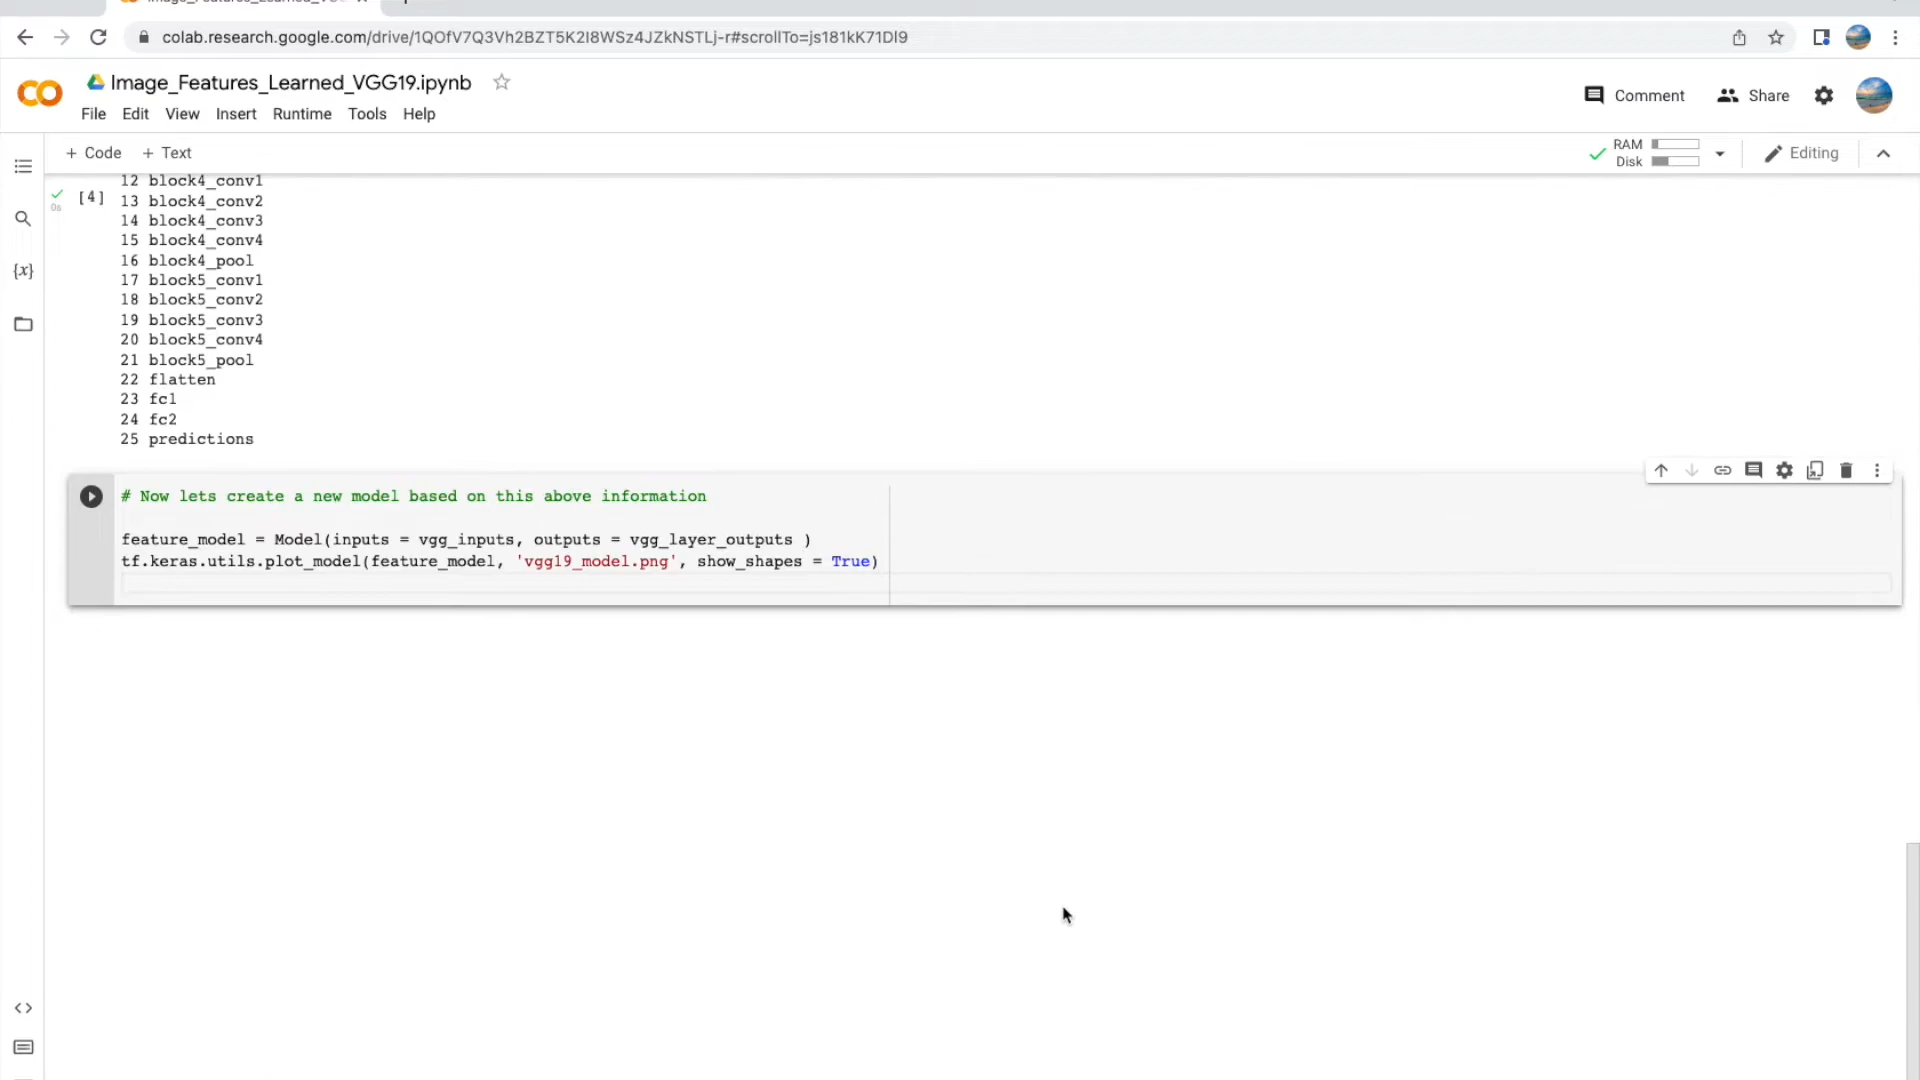 colab.research.google.com/drive/1QOfV7Q3Vh2BZT5K2I8WSz4JZkNSTLj-r#scrollTo=js181kK71DI9
Image_Features_Learned_VGG19.ipynb
Comment
Share
File Edit View Insert Runtime Tools Help
+ Code + Text
RAM
Disk
Editing
12 block4_conv1
[4] 13 block4_conv2
0s
14 block4_conv3
15 block4_conv4
16 block4_pool
17 block5_conv1
18 block5_conv2
19 block5_conv3
20 block5_conv4
21 block5_pool
22 flatten
23 fc1
24 fc2
25 predictions
# Now lets create a new model based on this above information
feature_model = Model(inputs = vgg_inputs, outputs = vgg_layer_outputs )
tf.keras.utils.plot_model(feature_model, 'vgg19_model.png', show_shapes = True)